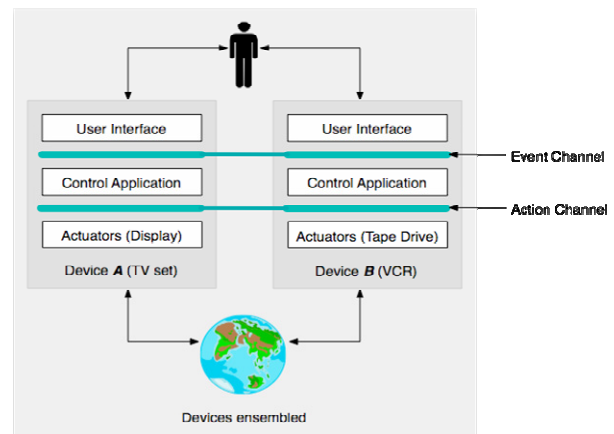 User Interface
User Interface
Event Channel
Control Application
Control Application
Action Channel
Actuators (Display)
Actuators (Tape Drive)
Device A (TV set)
Device B (VCR)
Devices ensembled